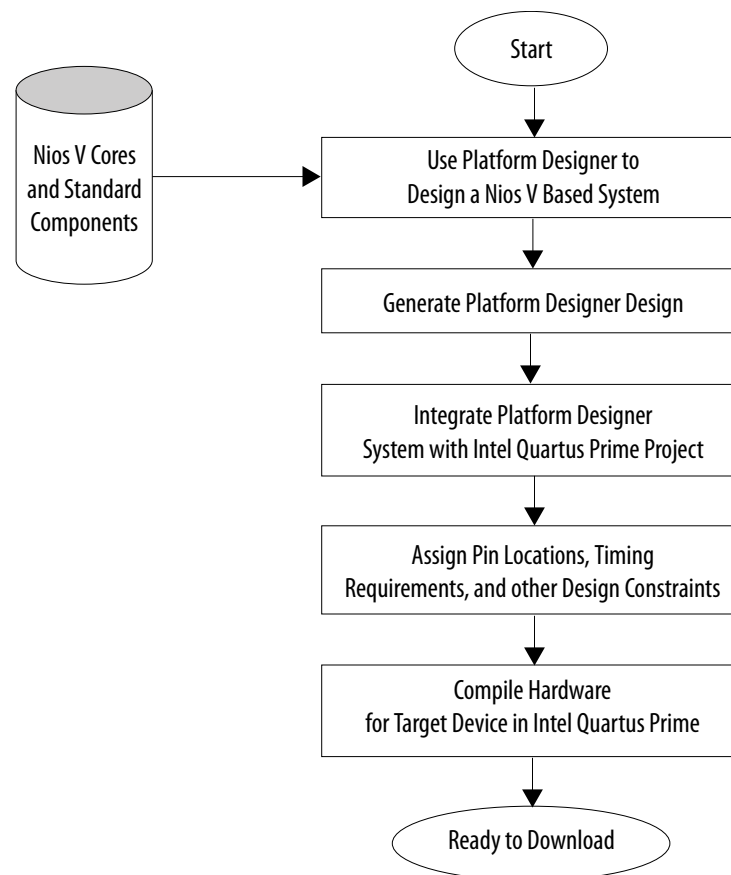 Start
Nios V Cores
and Standard
Components
Use Platform Designer to
Design a Nios V Based System
Generate Platform Designer Design
Integrate Platform Designer
System with Intel Quartus Prime Project
Assign Pin Locations, Timing
Requirements, and other Design Constraints
Compile Hardware
for Target Device in Intel Quartus Prime
Ready to Download